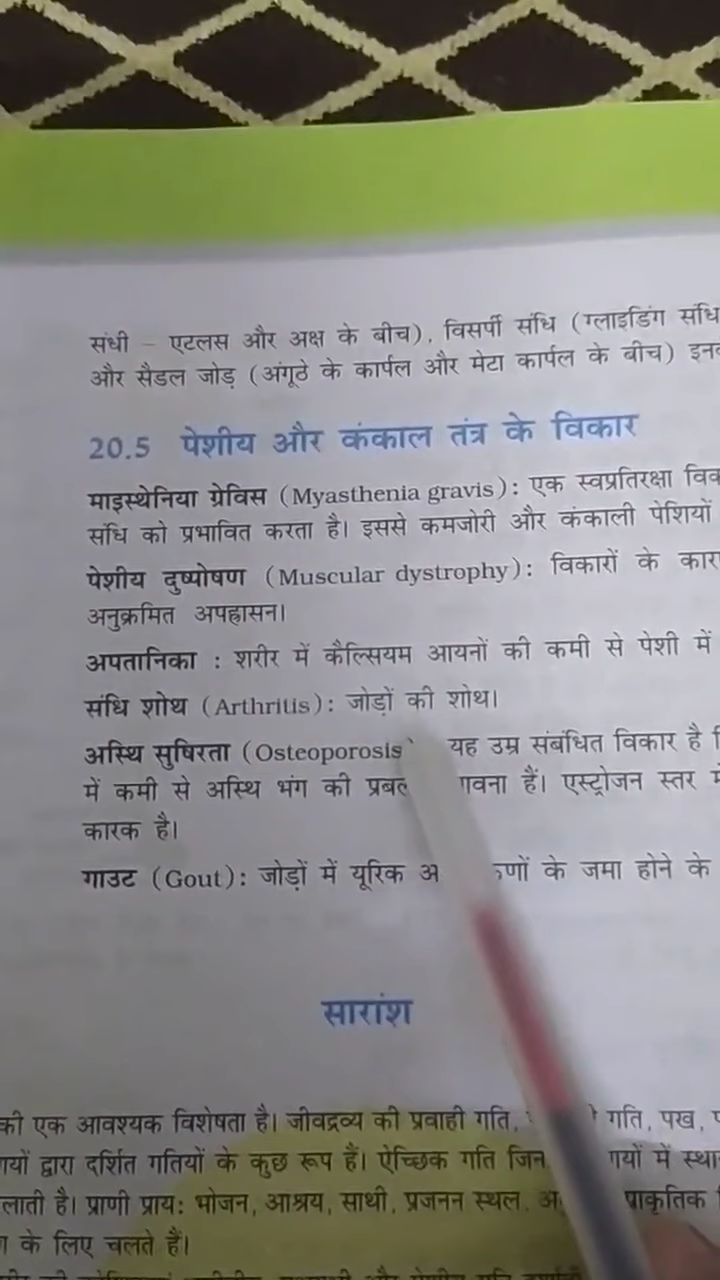 संधी – एटलस और अक्ष के बीच), विसर्पी संधि (ग्लाइडिंग संधि
और सैडल जोड़ (अंगूठे के कार्पल और मेटा कार्पल के बीच)
20.5 पेशीय और कंकाल तंत्र के विकार
माइस्थेनिया ग्रेविस (Myasthenia gravis): एक स्वप्रतिरक्षा
संधि को प्रभावित करता है। इससे कमजोरी और कंकाली पेशियों
पेशीय दुष्पोषण (Muscular dystrophy): विकारों के
अनुक्रमित अपह्रासन।
अपतानिका : शरीर में कैल्सियम आयनों की कमी से पेशी में
संधि शोथ (Arthritis): जोड़ों की शोथ।
अस्थि सुषिरता (Osteoporosis) यह उम्र संबंधित विकार है
में कमी से अस्थि भंग की हैं। एस्ट्रोजन स्तर
कारक है।
गाउट (Gout): जोड़ों में यूरिक के जमा होने के
सारांश
की एक आवश्यक विशेषता है। जीवद्रव्य की प्रवाही गति, गति, पख,
द्वारा दर्शित गतियों के कुछ रूप हैं। ऐच्छिक गति जिन में
लाती है। प्राणी प्राय: भोजन, आश्रय, साथी, प्रजनन स्थल, प्राकृतिक
के लिए चलते हैं।